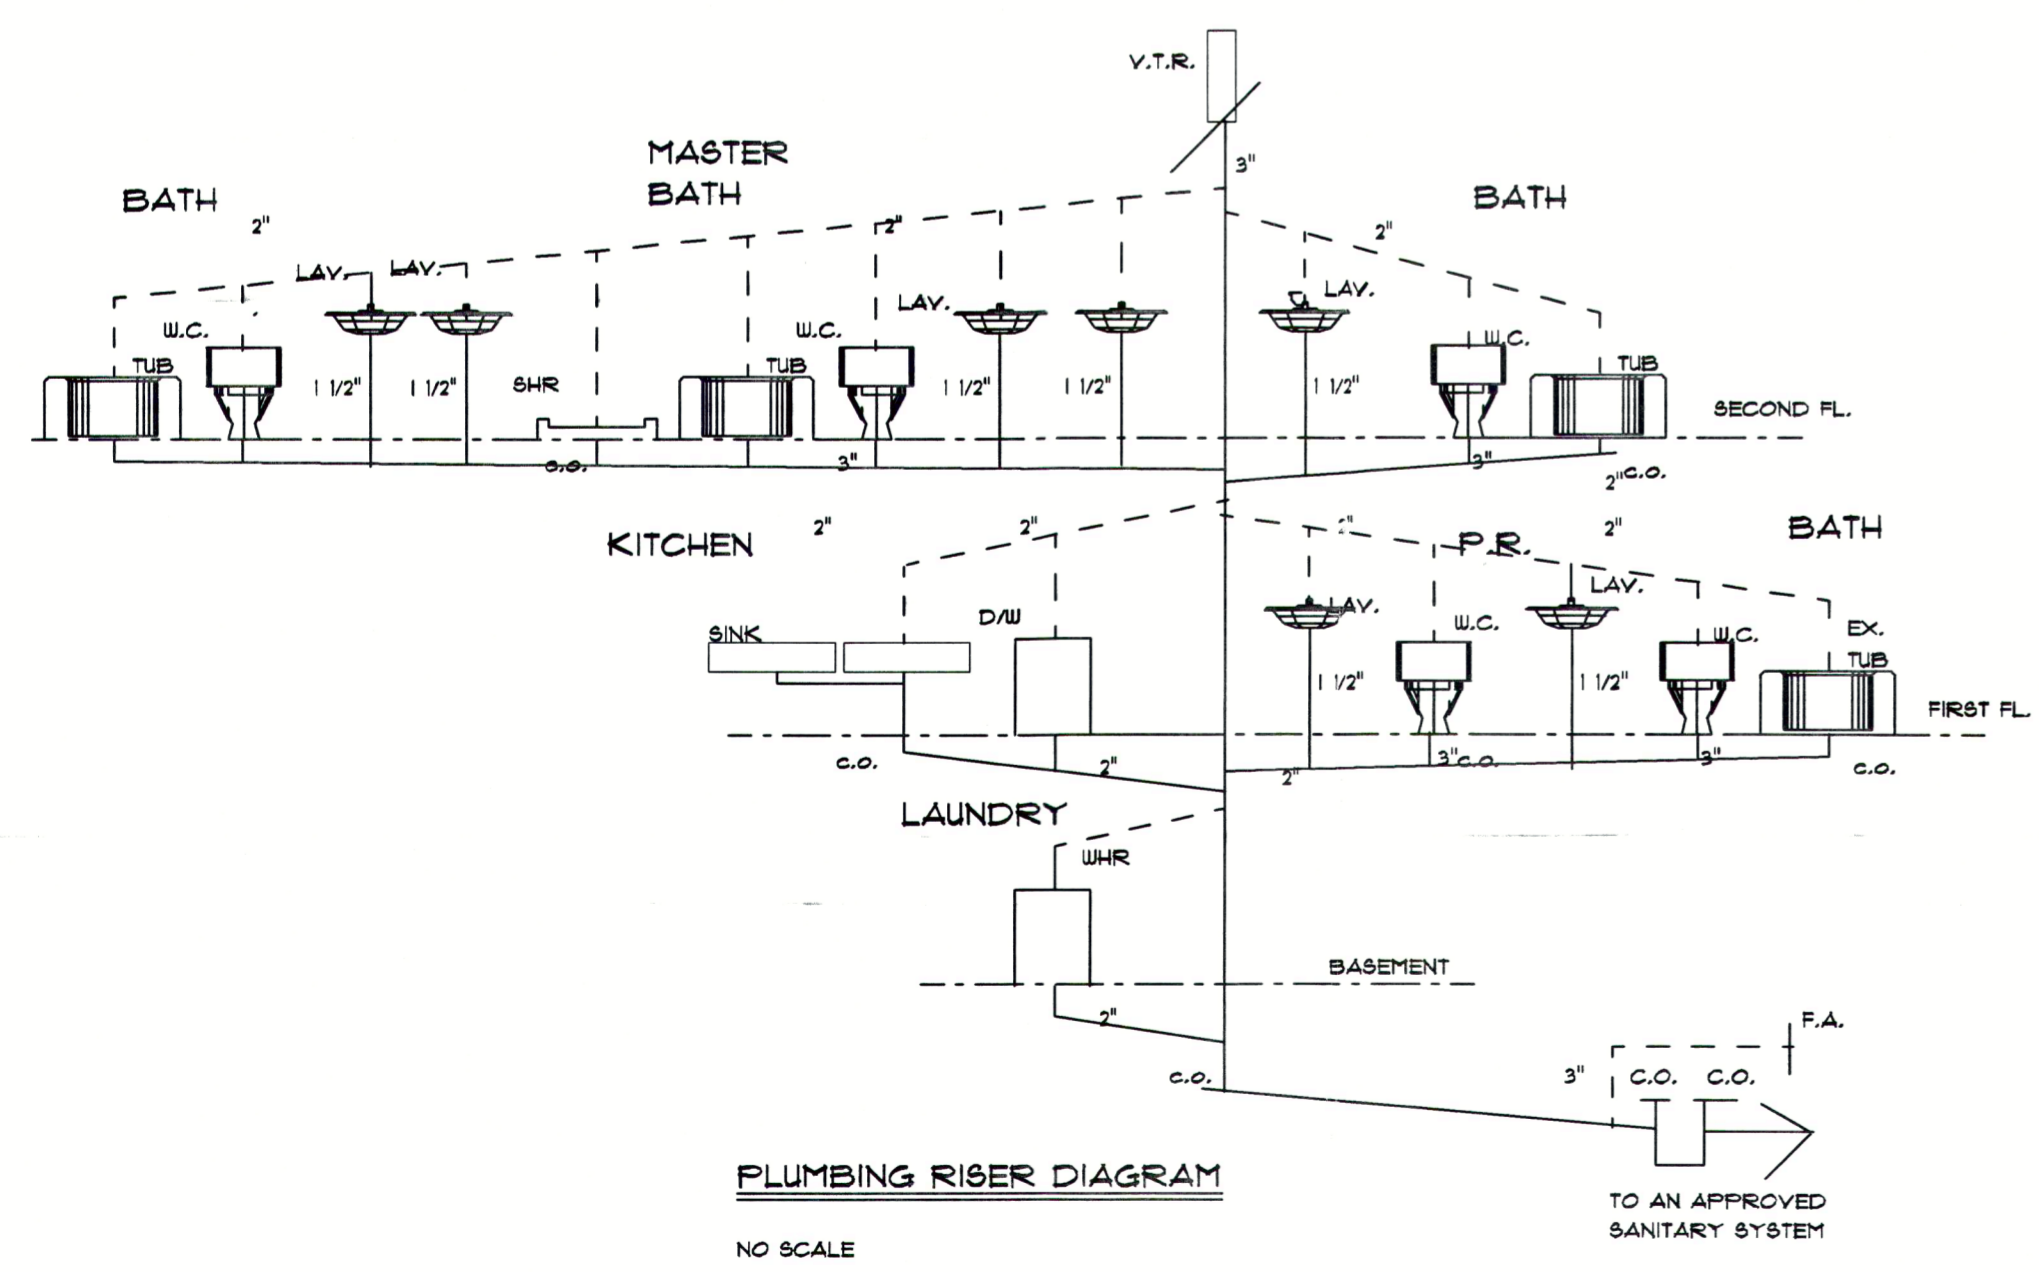 V.T.R.
3"
MASTER
BATH
BATH
BATH
2"
2"
2"
LAV.
LAV.
LAV.
LAV.
W.C.
W.C.
W.C.
TUB
TUB
TUB
1 1/2"
1 1/2"
SHR
1 1/2"
1 1/2"
1 1/2"
SECOND FL.
C.O.
3"
3"
2"
C.O.
KITCHEN
2"
2"
2"
P.R.
2"
BATH
SINK
D/W
LAV.
W.C.
LAV.
W.C.
EX.
TUB
1 1/2"
1 1/2"
FIRST FL.
C.O.
2"
2"
3"
C.O.
3"
C.O.
LAUNDRY
WHR
BASEMENT
2"
F.A.
C.O.
3"
C.O.
C.O.
PLUMBING RISER DIAGRAM
TO AN APPROVED
SANITARY SYSTEM
NO SCALE